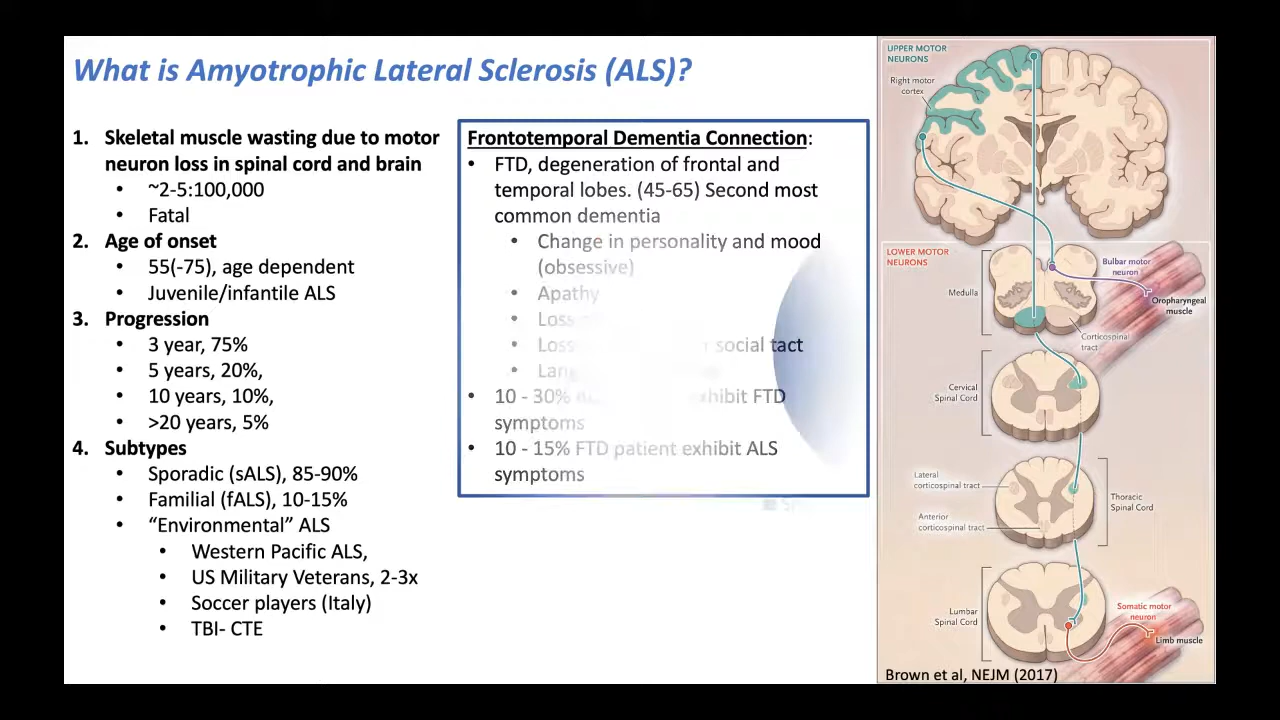 What is Amyotrophic Lateral Sclerosis (ALS)?
1. Skeletal muscle wasting due to motor
neuron loss in spinal cord and brain
• ~2-5:100,000
• Fatal
2. Age of onset
• 55(-75), age dependent
• Juvenile/infantile ALS
3. Progression
• 3 year, 75%
• 5 years, 20%,
• 10 years, 10%,
• >20 years, 5%
4. Subtypes
• Sporadic (sALS), 85-90%
• Familial (fALS), 10-15%
• “Environmental” ALS
• Western Pacific ALS,
• US Military Veterans, 2-3x
• Soccer players (Italy)
• TBI- CTE
Frontotemporal Dementia Connection:
• FTD, degeneration of frontal and
temporal lobes. (45-65) Second most
common dementia
• Change in personality and mood
(obsessive)
• Apathy
• Loss
• Loss social tact
•
• 10 - 30% exhibit FTD
symptoms
• 10 - 15% FTD patient exhibit ALS
symptoms
UPPER MOTOR
NEURONS
Right motor
cortex
LOWER MOTOR
NEURONS
Bulbar motor
neuron
Medulla
Oropharyngeal
muscle
Corticospinal
tract
Cervical
Spinal Cord
Lateral
corticospinal tract
Thoracic
Spinal Cord
Anterior
corticospinal tract
Somatic motor
neuron
Lumbar
Spinal Cord
Limb muscle
Brown et al, NEJM (2017)